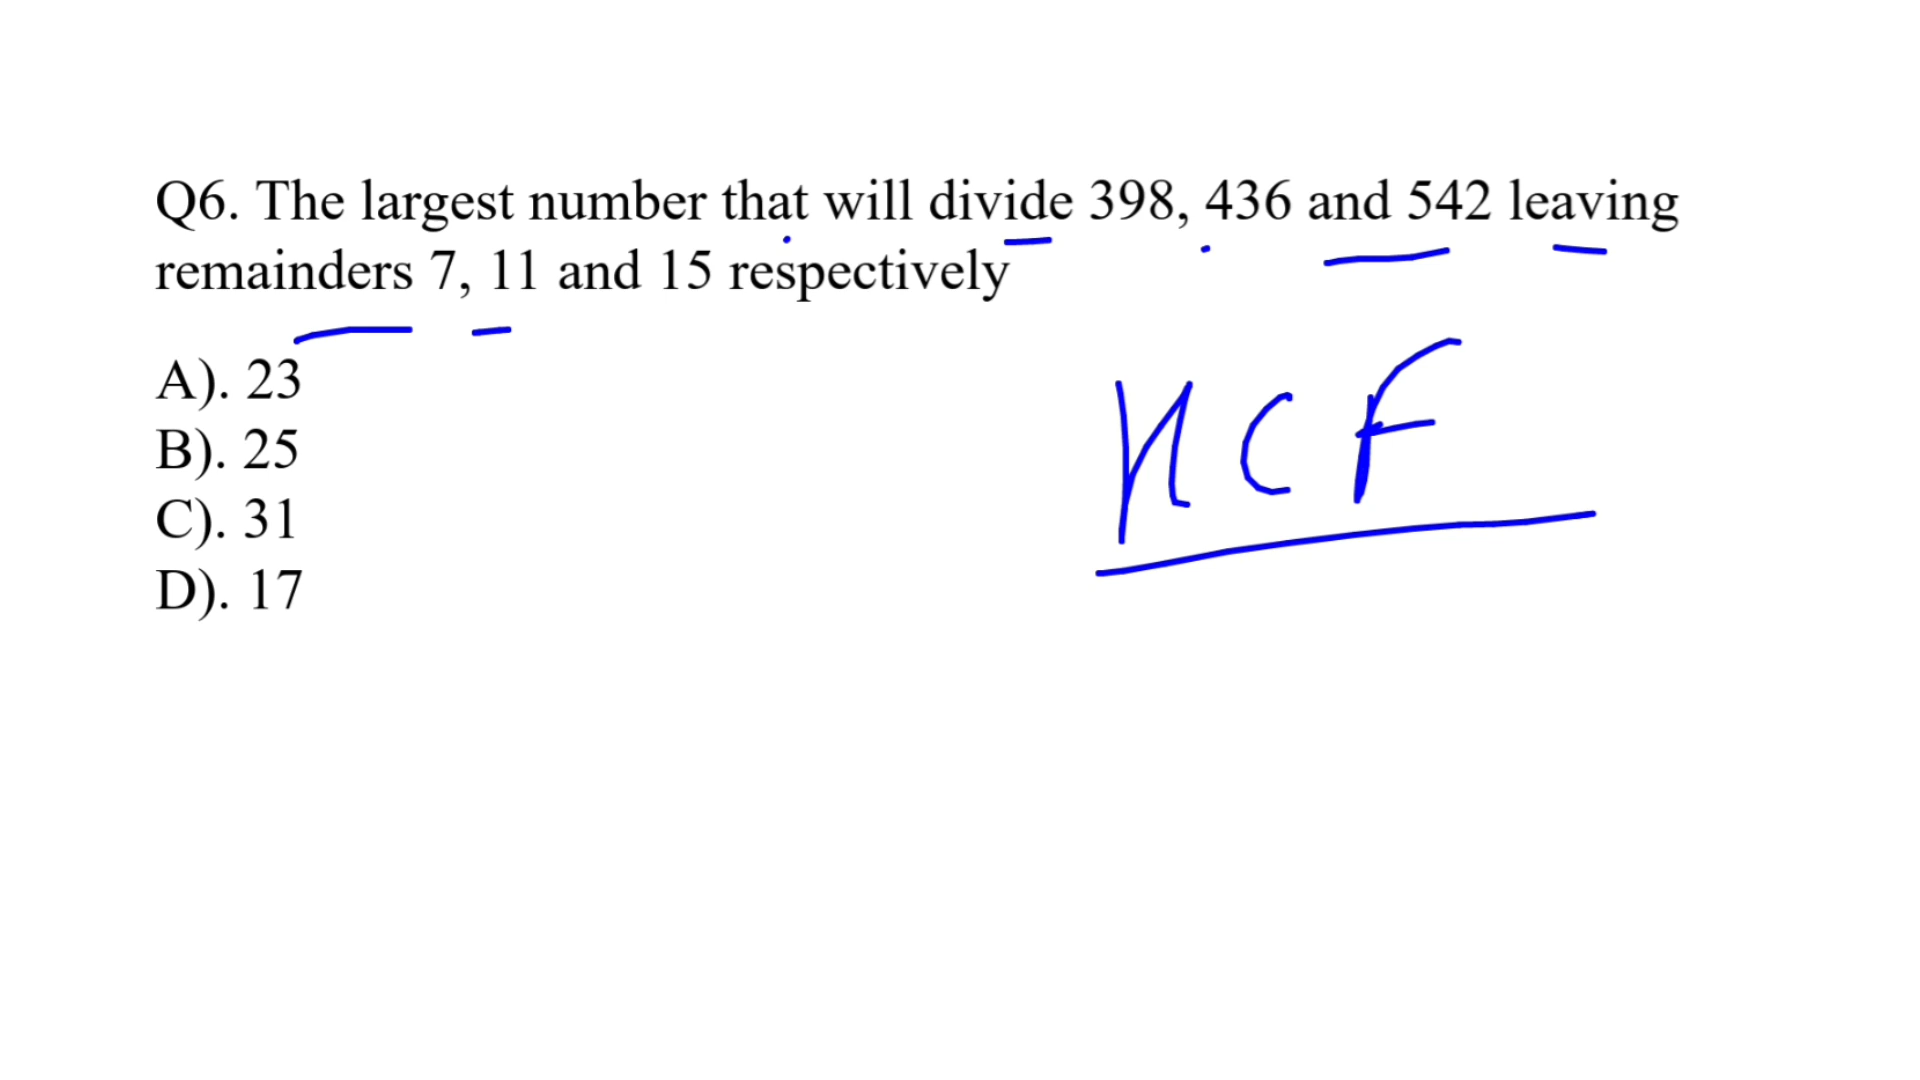 Q6. The largest number that will divide 398, 436 and 542 leaving
remainders 7, 11 and 15 respectively
A). 23
HCF
B). 25
C). 31
D). 17